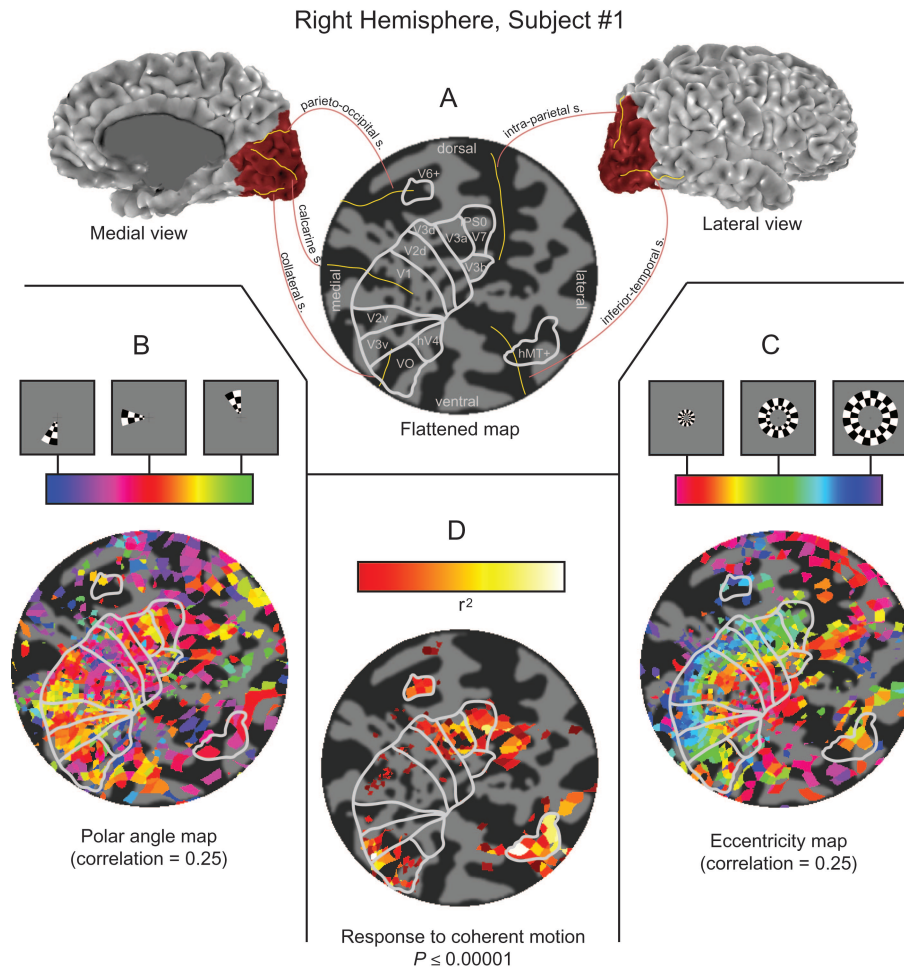 Right Hemisphere, Subject #1
A
parieto-occipital s.
intra-parietal s.
dorsal
V6+
Medial view
Lateral view
calcarine s.
collateral s.
inferior-temporal s.
V3d
PS0
V2d
V3a
V7
V1
V3b
medial
lateral
V2v
V3v
hV4
VO
hMT+
ventral
Flattened map
B
C
D
r²
Polar angle map
(correlation = 0.25)
Eccentricity map
(correlation = 0.25)
Response to coherent motion
P ≤ 0.00001